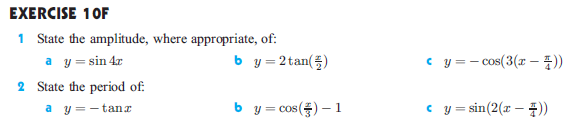 EXERCISE 10F
1 State the amplitude, where appropriate, of:
a y = sin 4x b y = 2 tan(x/2) c y = − cos(3(x − π/4))
2 State the period of:
a y = − tan x b y = cos(x/3) − 1 c y = sin(2(x − π/4))